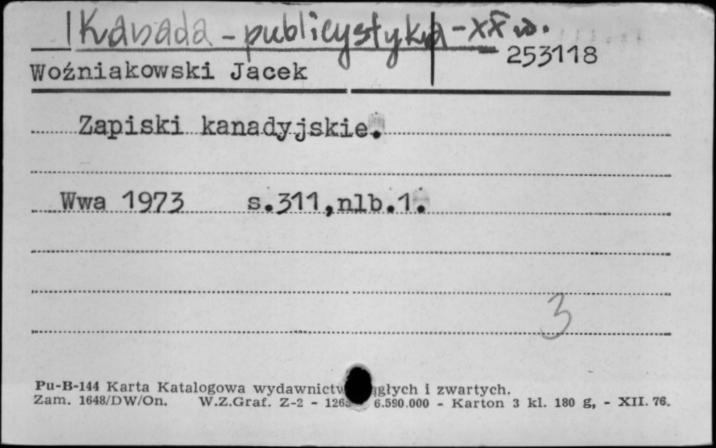 Kanada - publicystyka - XX w.
253118
Woźniakowski Jacek
Zapiski kanadyjskie.
Wwa 1973 s.311,nlb.1.
3
Pu-B-144 Karta Katalogowa wydawnictw i zwartych.
Zam. 1648/DW/On. W.Z.Graf. Z-2 - 6.590.000 - Karton 3 kl. 180 g, - XII. 76.